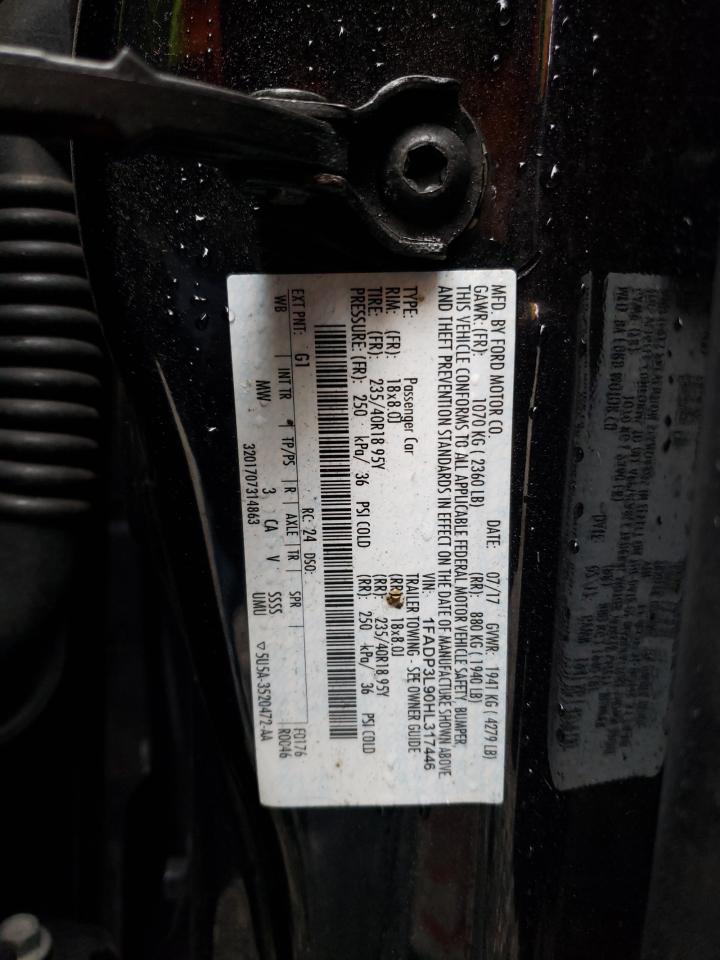 MFD. BY FORD MOTOR CO. DATE: 07/17 GVWR: 1941 KG ( 4279 LB)
GAWR: (FR): 1070 KG ( 2360 LB) (RR): 880 KG ( 1940 LB)
THIS VEHICLE CONFORMS TO ALL APPLICABLE FEDERAL MOTOR VEHICLE SAFETY, BUMPER,
AND THEFT PREVENTION STANDARDS IN EFFECT ON THE DATE OF MANUFACTURE SHOWN ABOVE
VIN: 1FADP3L90HL317446
TYPE: Passenger Car TRAILER TOWING - SEE OWNER GUIDE
RIM: (FR): 18x8.0J (RR): 18x8.0J
TIRE: (FR): 235/40R18 95Y (RR): 235/40R18 95Y
PRESSURE: (FR): 250 kPa/ 36 PSI COLD (RR): 250 kPa/ 36 PSI COLD
EXT PNT: G1 RC: 24 DSO: F0176
WB INT TR TP/PS R AXLE TR SPR R0046
MW 3 CA V SSSS ▽5U5A-3520472-AA
3201707314863 UMU